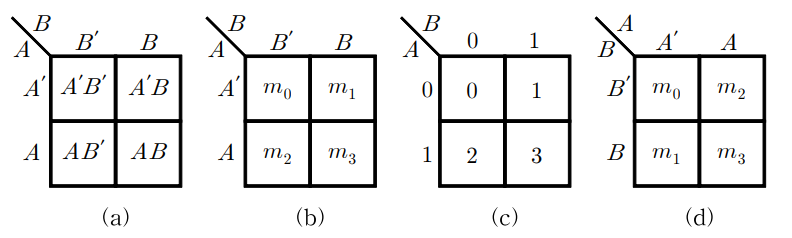 B B B A
A B' B A B' B A 0 1 B A' A
A' A'B' A'B A' m₀ m₁ 0 0 1 B' m₀ m₂
A AB' AB A m₂ m₃ 1 2 3 B m₁ m₃
(a) (b) (c) (d)